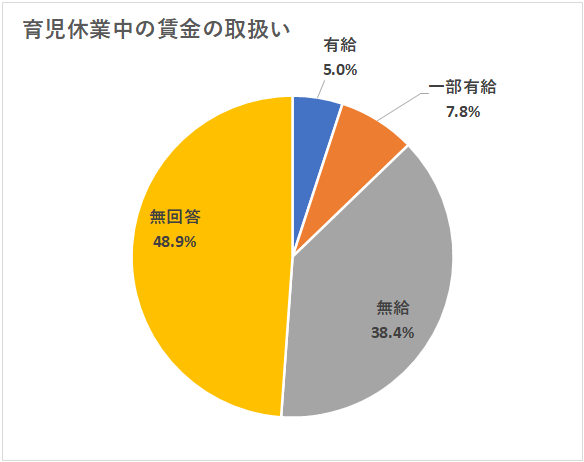 育児休業中の賃金の取扱い
有給
5.0%
一部有給
7.8%
無回答
48.9%
無給
38.4%